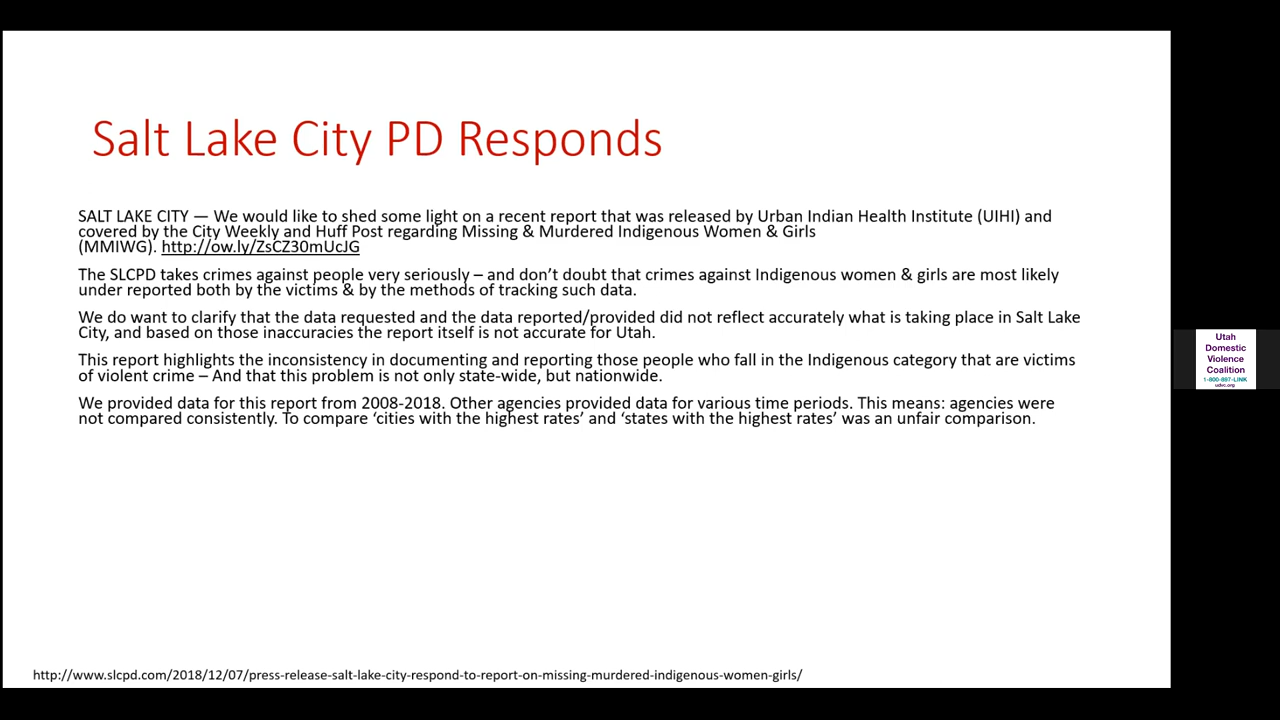 Salt Lake City PD Responds
SALT LAKE CITY — We would like to shed some light on a recent report that was released by Urban Indian Health Institute (UIHI) and
covered by the City Weekly and Huff Post regarding Missing & Murdered Indigenous Women & Girls
(MMIWG). http://ow.ly/ZsCZ30mUcJG
The SLCPD takes crimes against people very seriously – and don’t doubt that crimes against Indigenous women & girls are most likely
under reported both by the victims & by the methods of tracking such data.
We do want to clarify that the data requested and the data reported/provided did not reflect accurately what is taking place in Salt Lake
City, and based on those inaccuracies the report itself is not accurate for Utah.
This report highlights the inconsistency in documenting and reporting those people who fall in the Indigenous category that are victims
of violent crime – And that this problem is not only state-wide, but nationwide.
We provided data for this report from 2008-2018. Other agencies provided data for various time periods. This means: agencies were
not compared consistently. To compare ‘cities with the highest rates’ and ‘states with the highest rates’ was an unfair comparison.
http://www.slcpd.com/2018/12/07/press-release-salt-lake-city-respond-to-report-on-missing-murdered-indigenous-women-girls/
Utah
Domestic
Violence
Coalition
1-800-897-LINK
udvc.org